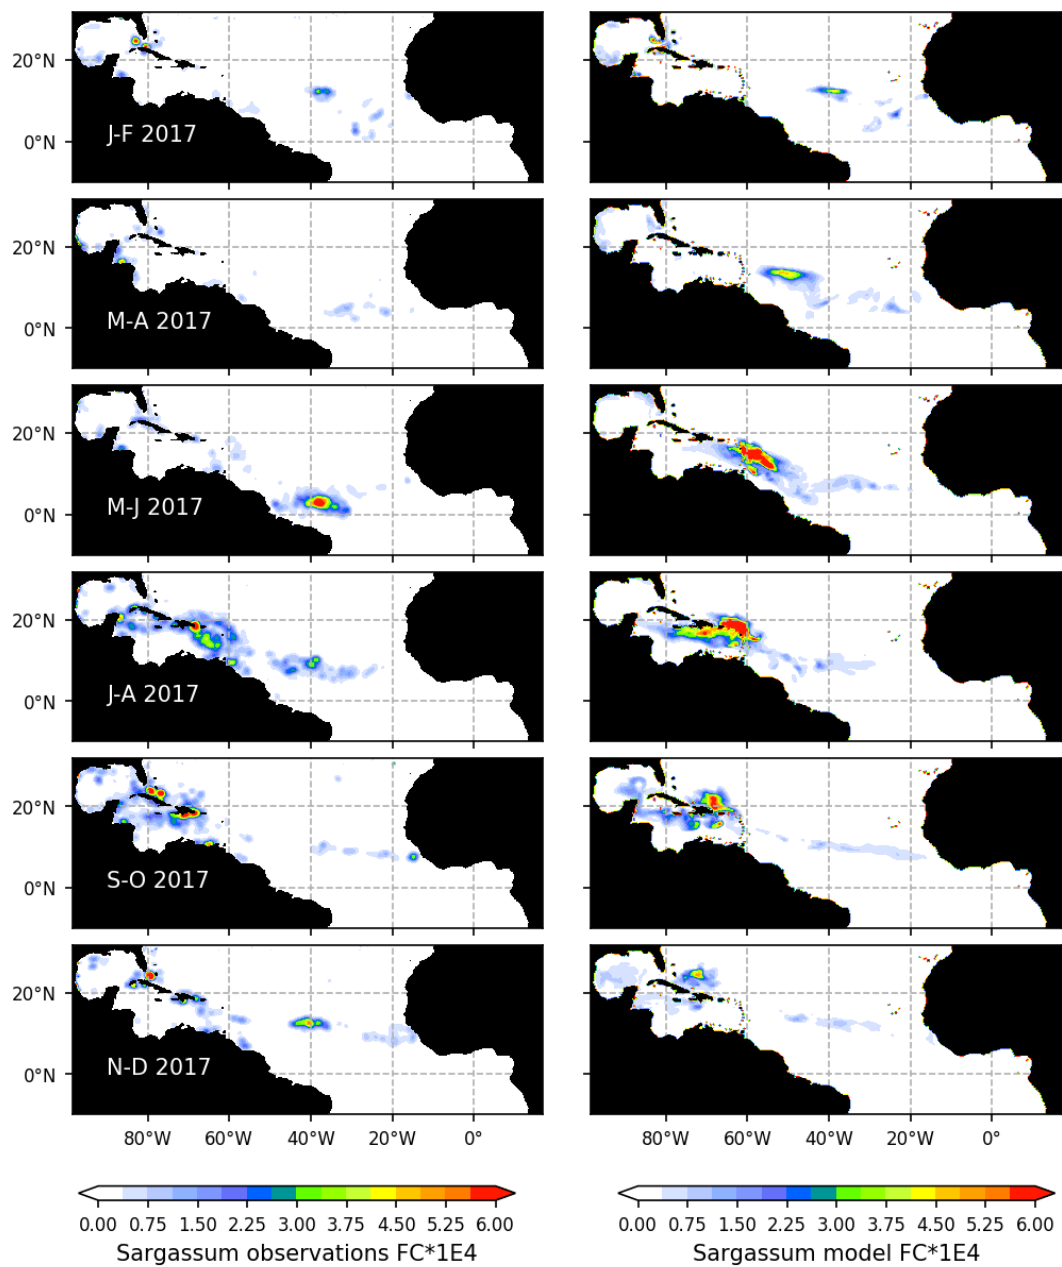 20°N
0°N
J-F 2017
20°N
0°N
M-A 2017
20°N
0°N
M-J 2017
20°N
0°N
J-A 2017
20°N
0°N
S-O 2017
20°N
0°N
N-D 2017
80°W 60°W 40°W 20°W 0°
80°W 60°W 40°W 20°W 0°
0.00 0.75 1.50 2.25 3.00 3.75 4.50 5.25 6.00
0.00 0.75 1.50 2.25 3.00 3.75 4.50 5.25 6.00
Sargassum observations FC*1E4
Sargassum model FC*1E4